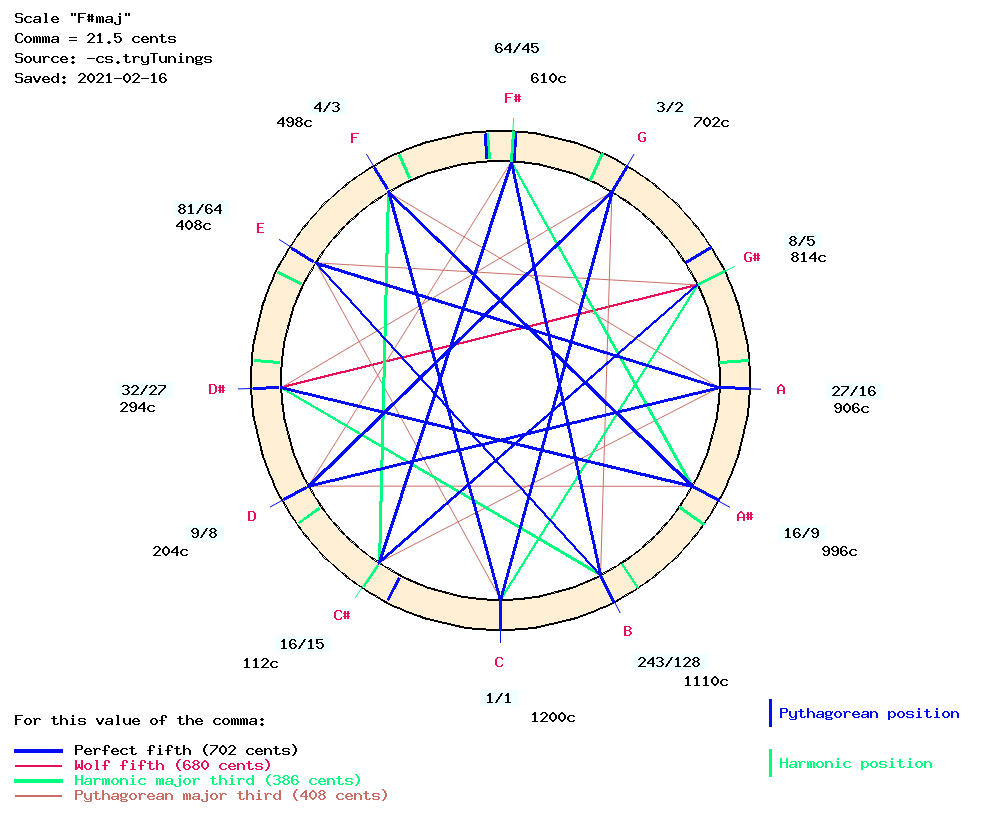 Scale "F#maj"
Comma = 21.5 cents
Source: -cs.tryTunings
Saved: 2021-02-16
64/45
610c
F#
4/3
498c
F
3/2
702c
G
81/64
408c
E
8/5
814c
G#
32/27
294c
D#
A
27/16
906c
D
9/8
204c
A#
16/9
996c
C#
16/15
112c
B
243/128
1110c
C
1/1
1200c
For this value of the comma:
Perfect fifth (702 cents)
Wolf fifth (680 cents)
Harmonic major third (386 cents)
Pythagorean major third (408 cents)
Pythagorean position
Harmonic position